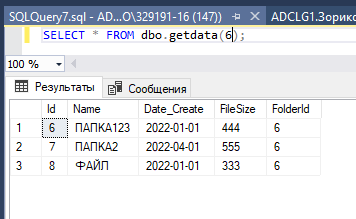 SQLQuery7.sql - AD...O\329191-16 (147))
ADCLG1.Зорико
SELECT * FROM dbo.getdata(6);
100 %
Результаты Сообщения
Id Name Date_Create FileSize FolderId
1 6 ПАПКА123 2022-01-01 444 6
2 7 ПАПКА2 2022-04-01 555 6
3 8 ФАЙЛ 2022-01-01 333 6